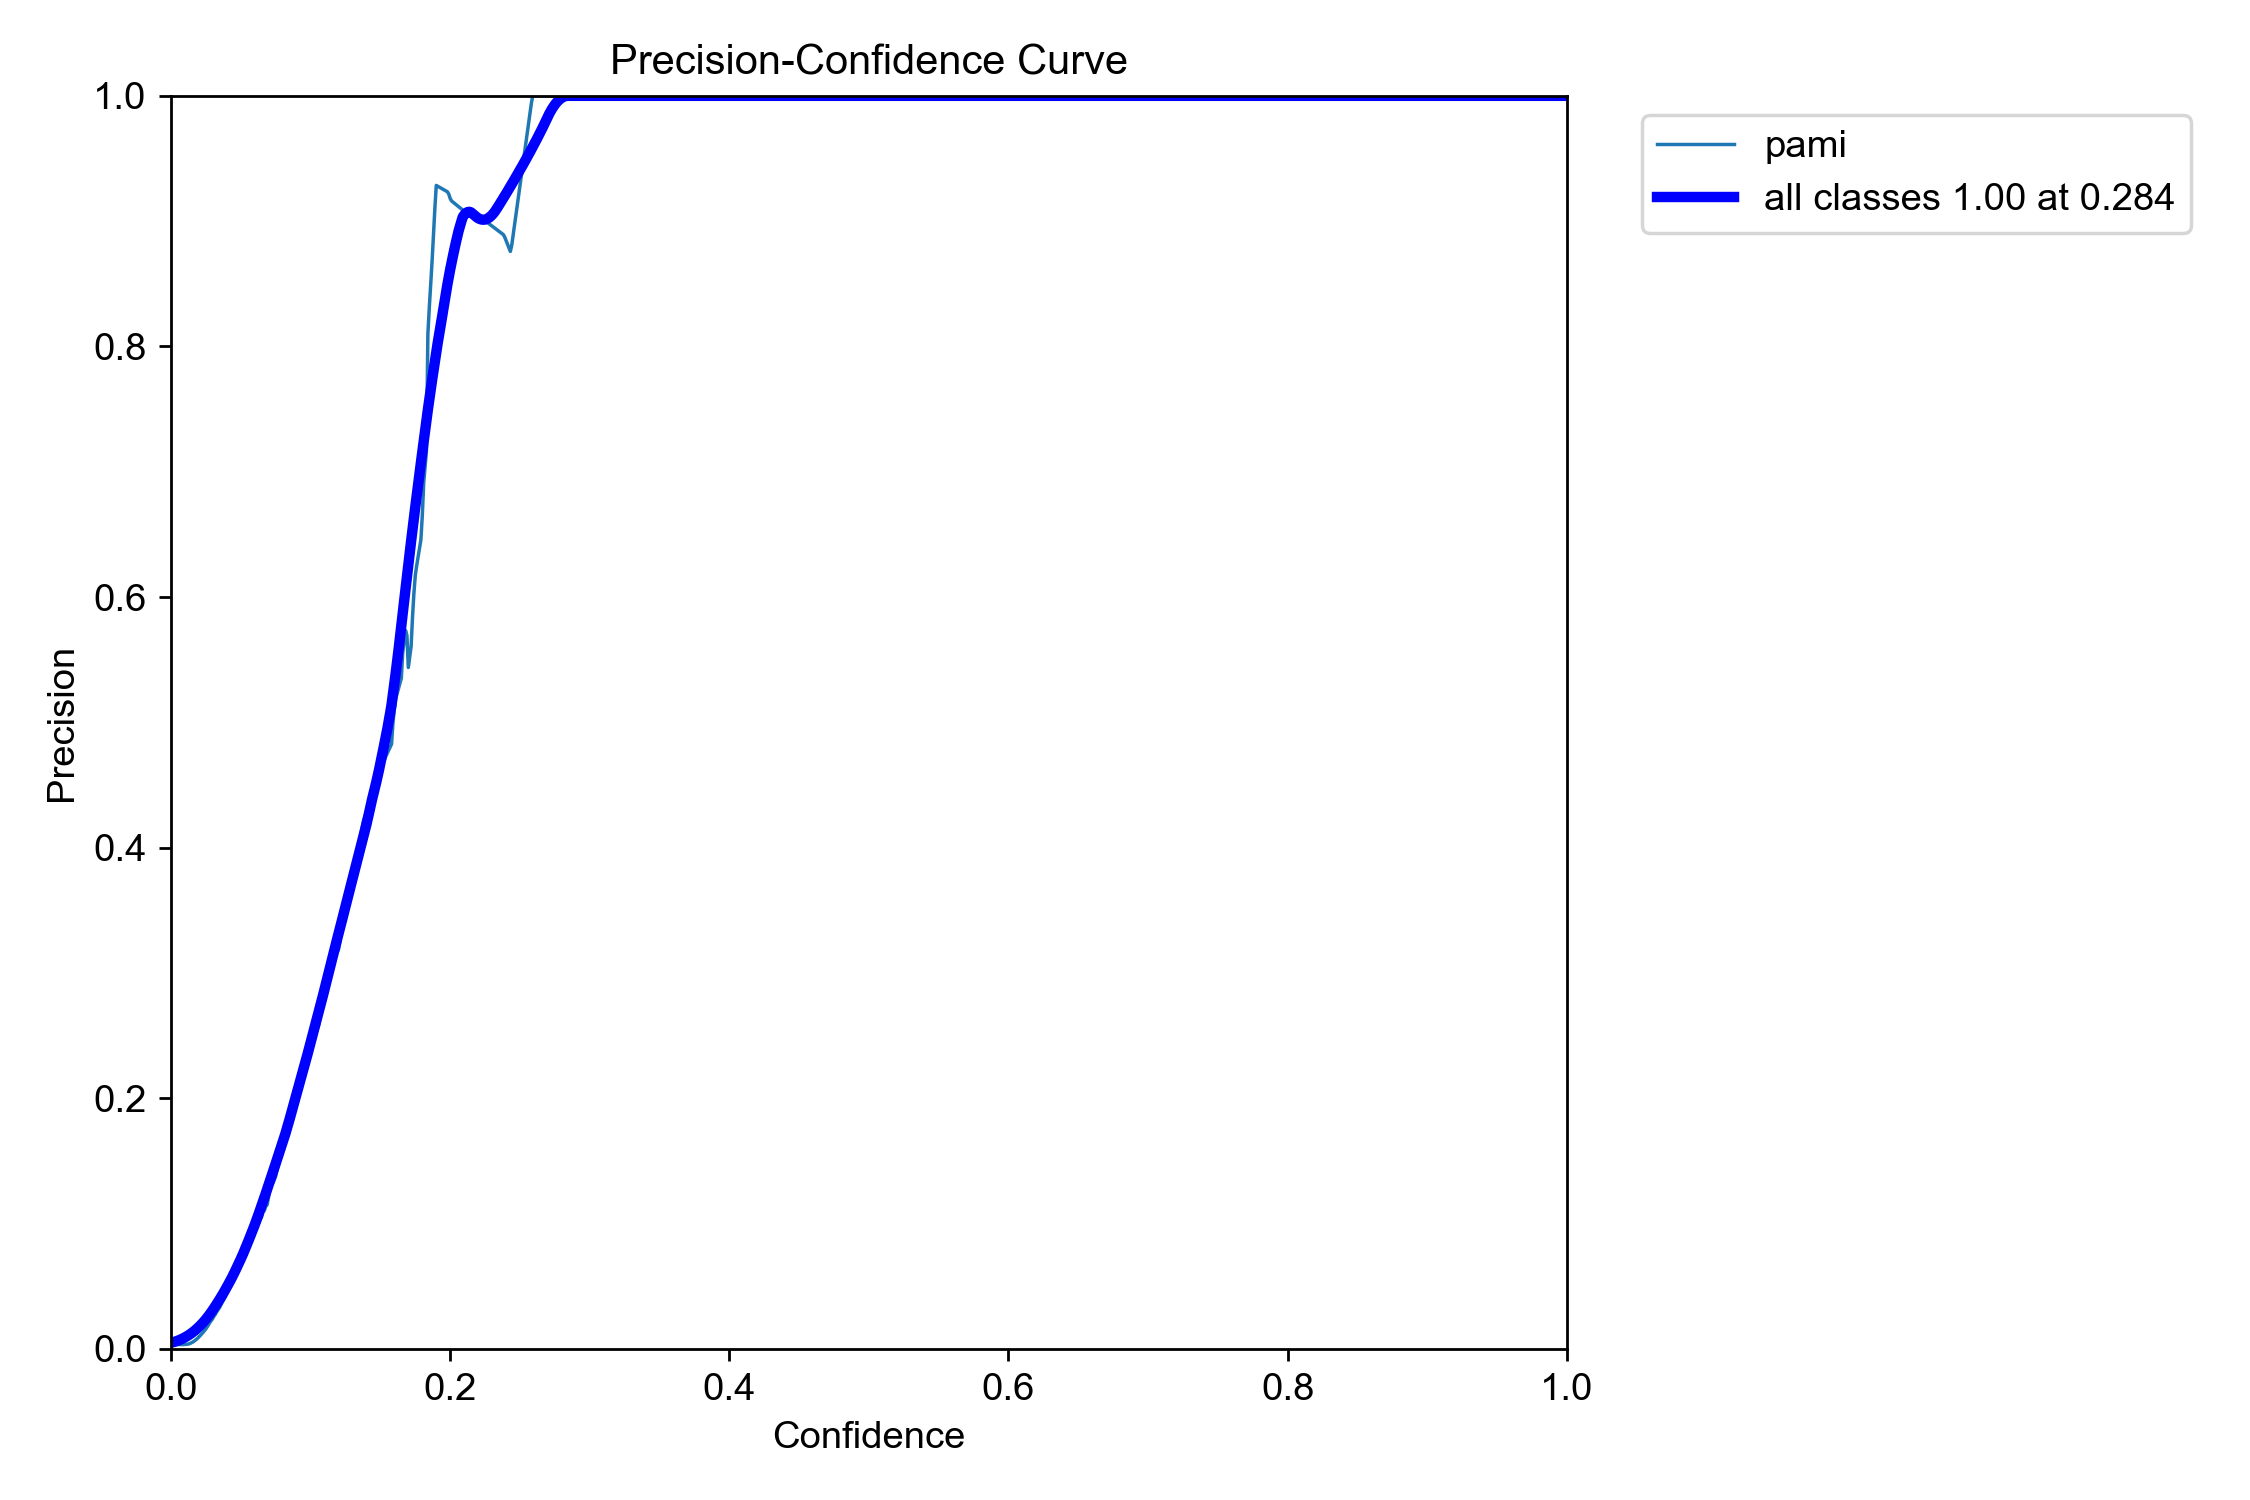 Precision-Confidence Curve
1.0
0.8
0.6
0.4
0.2
0.0
Precision
0.0 0.2 0.4 0.6 0.8 1.0
Confidence
pami
all classes 1.00 at 0.284